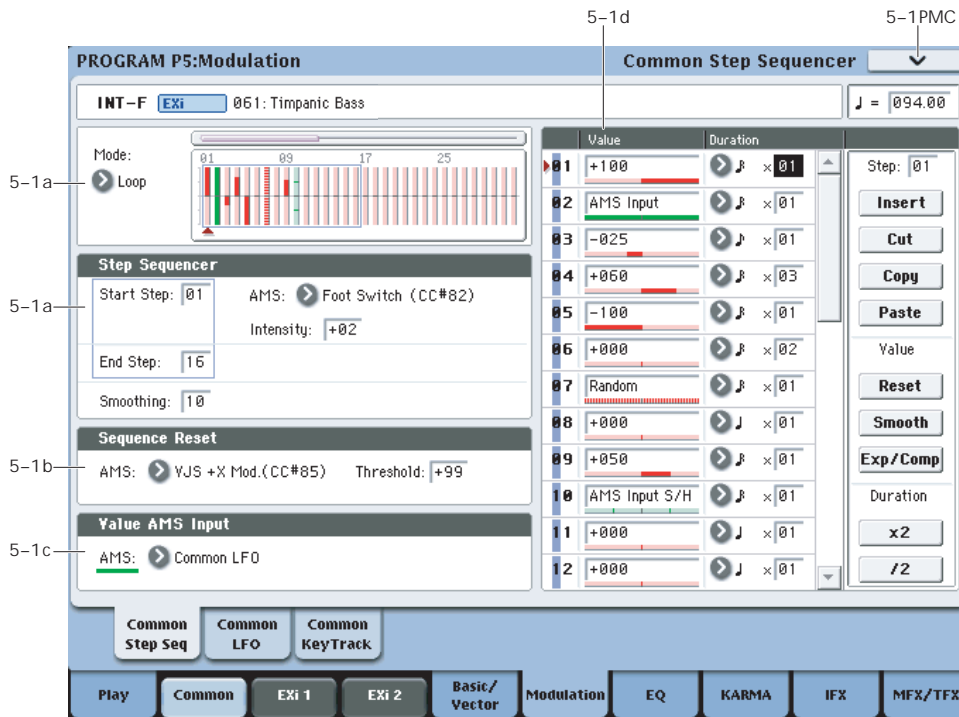 5-1d
5-1PMC
PROGRAM P5:Modulation
Common Step Sequencer
INT-F EXi 061: Timpanic Bass
♩ = 094.00
Mode:
Loop
01 09 17 25
5-1a
Step Sequencer
5-1a
Start Step: 01
AMS: Foot Switch (CC#82)
Intensity: +02
End Step: 16
Smoothing: 10
Sequence Reset
5-1b
AMS: VJS +X Mod.(CC#85)
Threshold: +99
Value AMS Input
5-1c
AMS: Common LFO
Value Duration
01 +100 ×01
02 AMS Input ×01
03 -025 ×01
04 +060 ×03
05 -100 ×01
06 +000 ×02
07 Random ×01
08 +000 ×01
09 +050 ×01
10 AMS Input S/H ×01
11 +000 ×01
12 +000 ×01
Step: 01
Insert
Cut
Copy
Paste
Value
Reset
Smooth
Exp/Comp
Duration
x2
/2
Common Step Seq
Common LFO
Common KeyTrack
Play
Common
EXi 1
EXi 2
Basic/ Vector
Modulation
EQ
KARMA
IFX
MFX/TFX